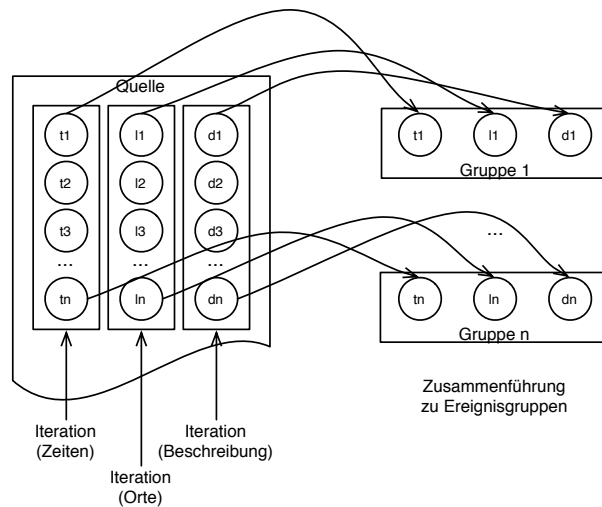 Quelle
t1 l1 d1
t2 l2 d2
t3 l3 d3
... ... ...
tn ln dn
Iteration
(Zeiten)
Iteration
(Orte)
Iteration
(Beschreibung)
t1 l1 d1
Gruppe 1
...
tn ln dn
Gruppe n
Zusammenführung
zu Ereignisgruppen